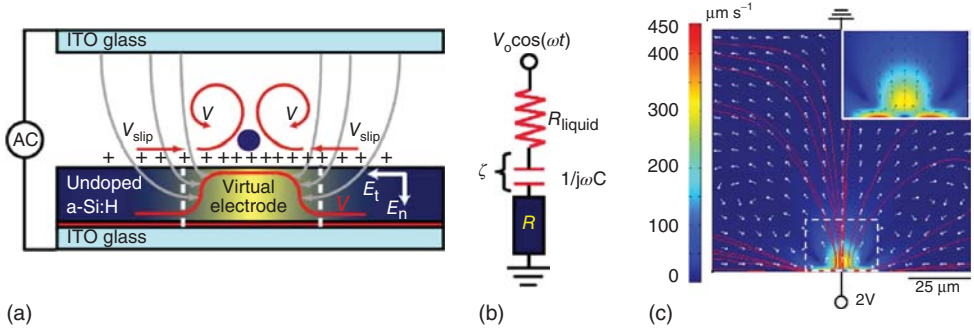 ITO glass
AC
V
V
V_slip
V_slip
+ + + + + + + + + + + + + + + + + +
Undoped
a-Si:H
Virtual
electrode
V
E_t
E_n
ITO glass
(a)
V_o cos(ωt)
R_liquid
ζ
1/jωC
R
(b)
450
μm s⁻¹
400
300
200
100
0
25 μm
2V
(c)